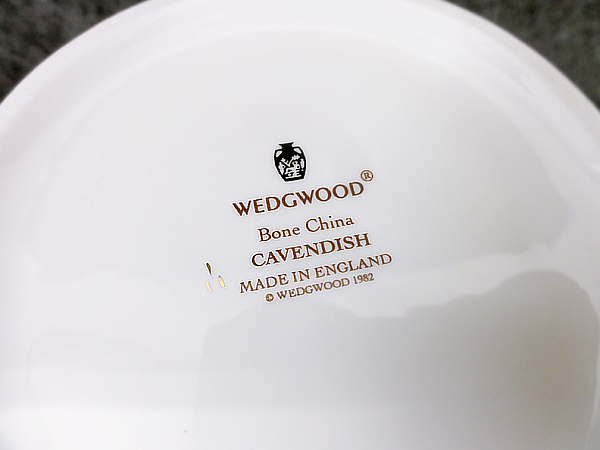 WEDGWOOD®
Bone China
CAVENDISH
MADE IN ENGLAND
© WEDGWOOD 1982